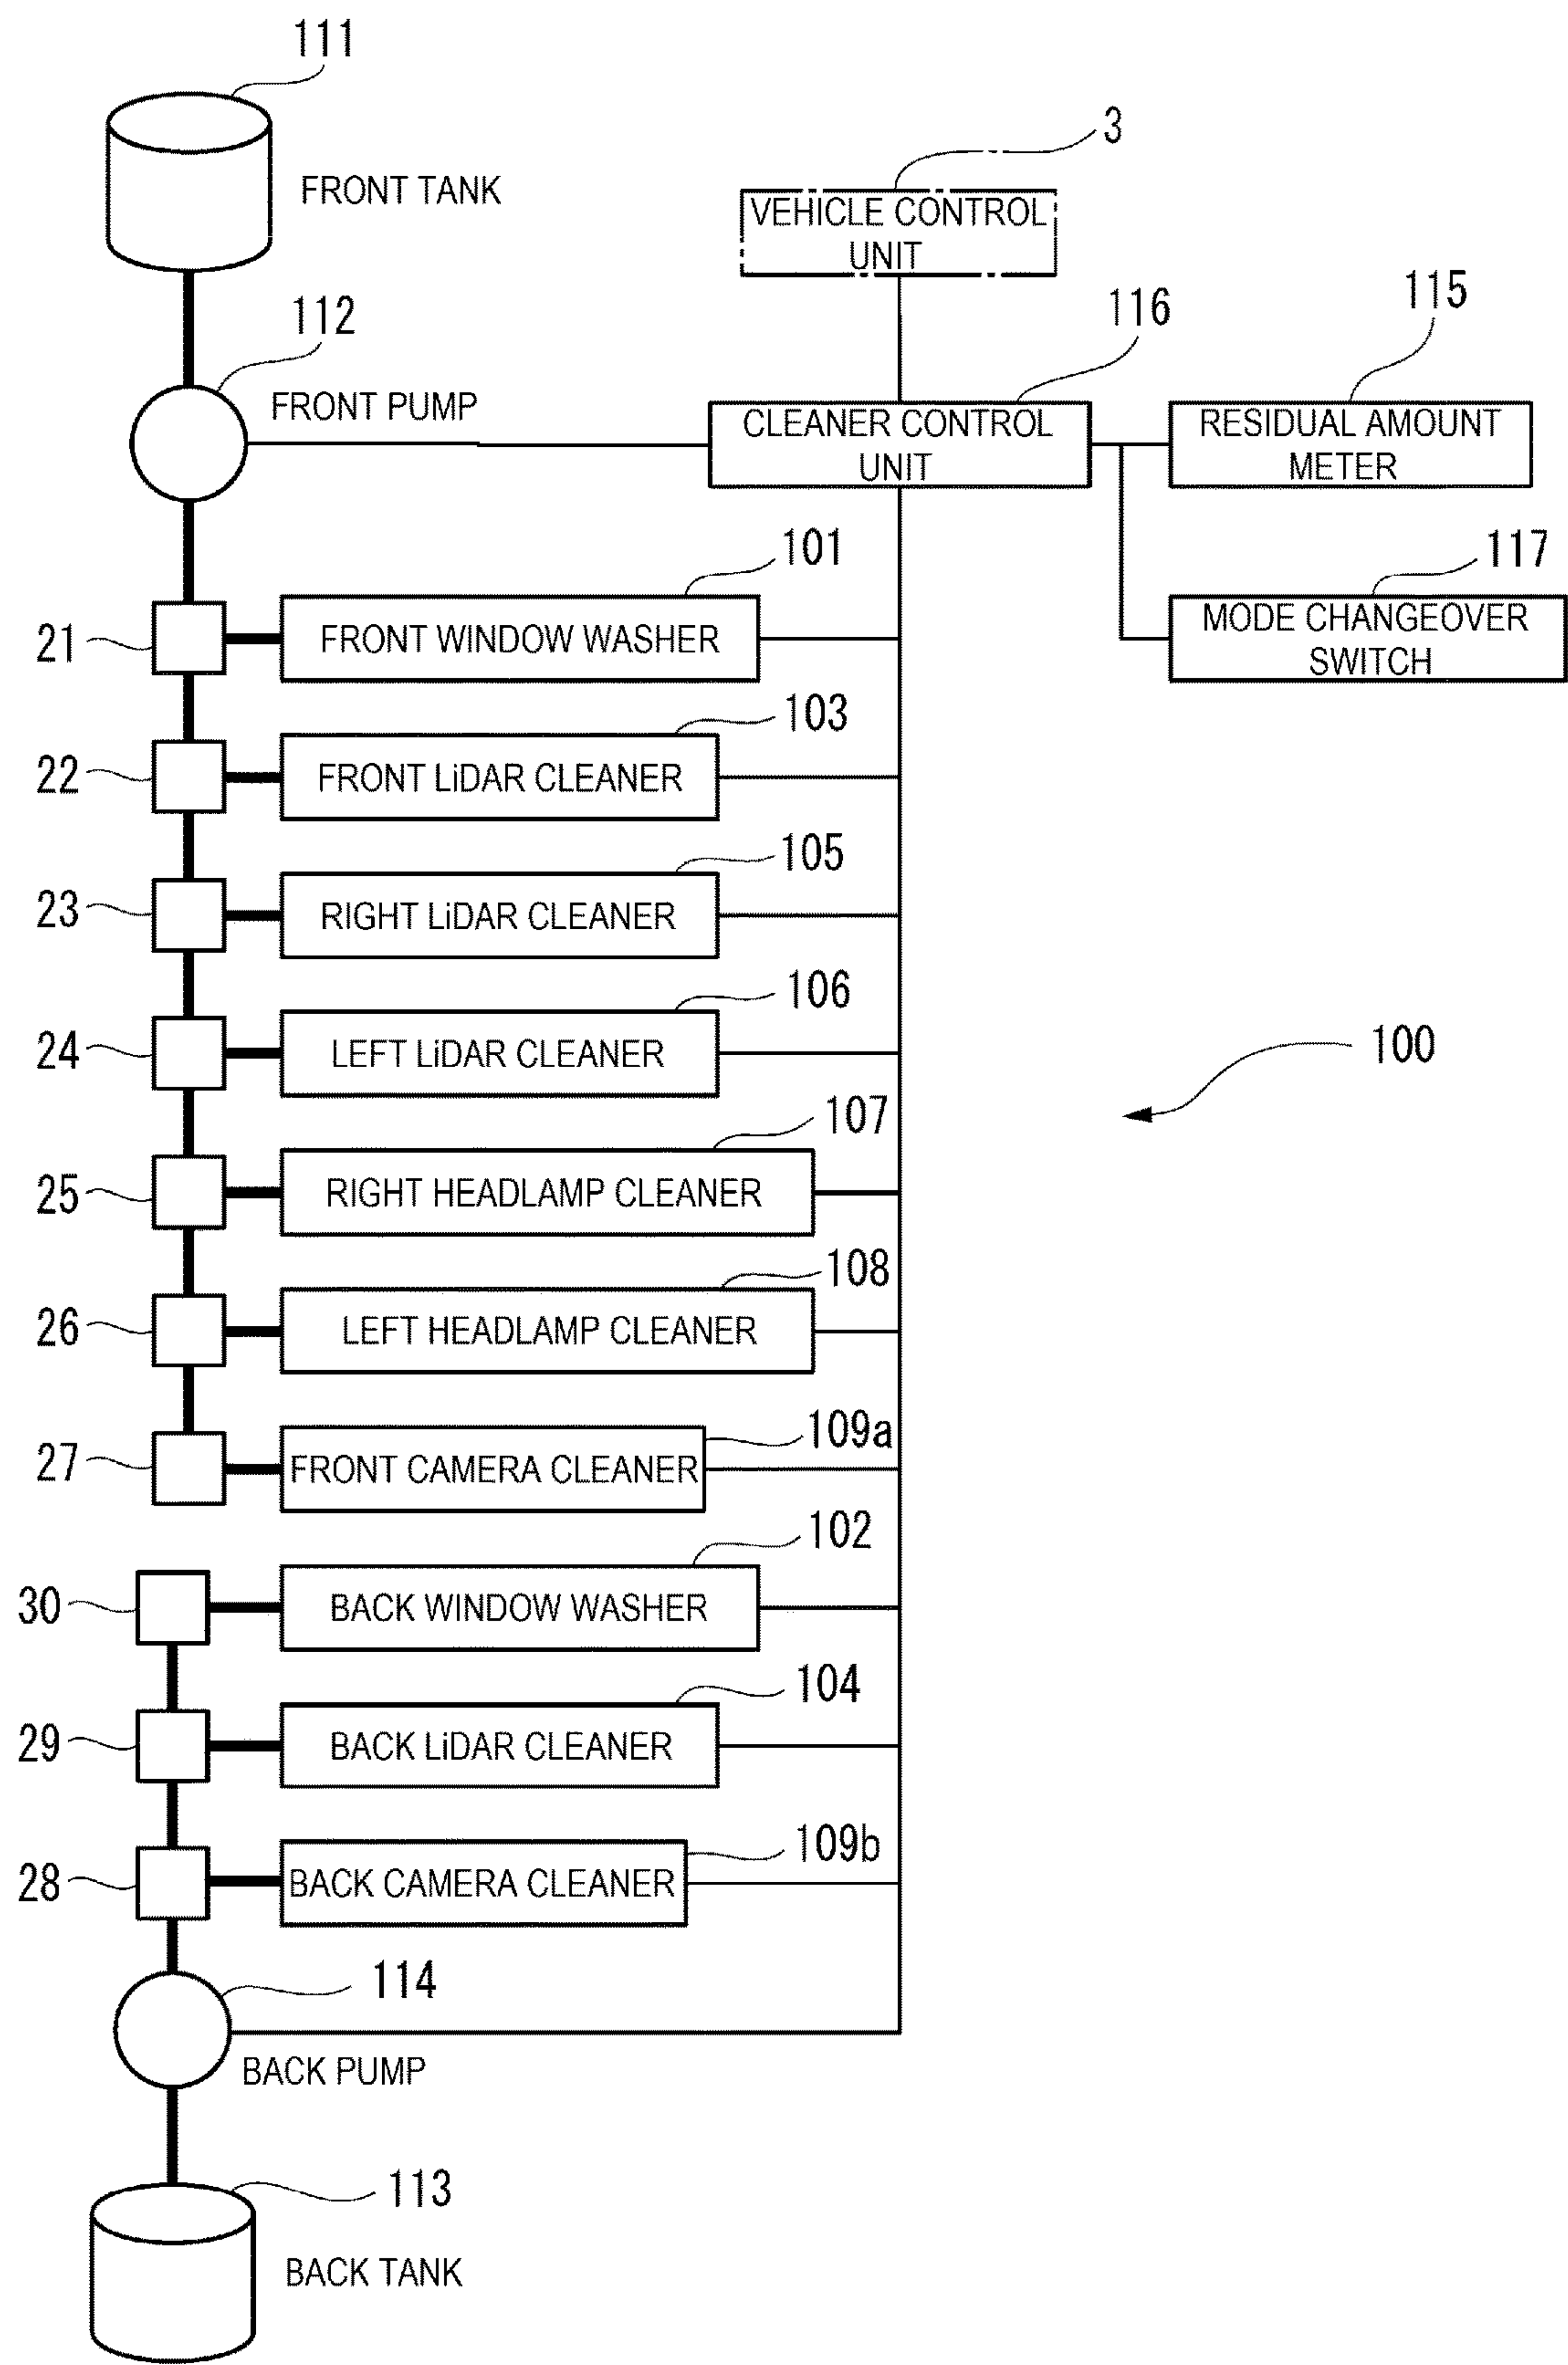 111
FRONT TANK
3
VEHICLE CONTROL
UNIT
112
FRONT PUMP
116
CLEANER CONTROL
UNIT
115
RESIDUAL AMOUNT
METER
117
MODE CHANGEOVER
SWITCH
101
21
FRONT WINDOW WASHER
103
22
FRONT LiDAR CLEANER
105
23
RIGHT LiDAR CLEANER
106
24
LEFT LiDAR CLEANER
100
107
25
RIGHT HEADLAMP CLEANER
108
26
LEFT HEADLAMP CLEANER
109a
27
FRONT CAMERA CLEANER
102
30
BACK WINDOW WASHER
104
29
BACK LiDAR CLEANER
109b
28
BACK CAMERA CLEANER
114
BACK PUMP
113
BACK TANK